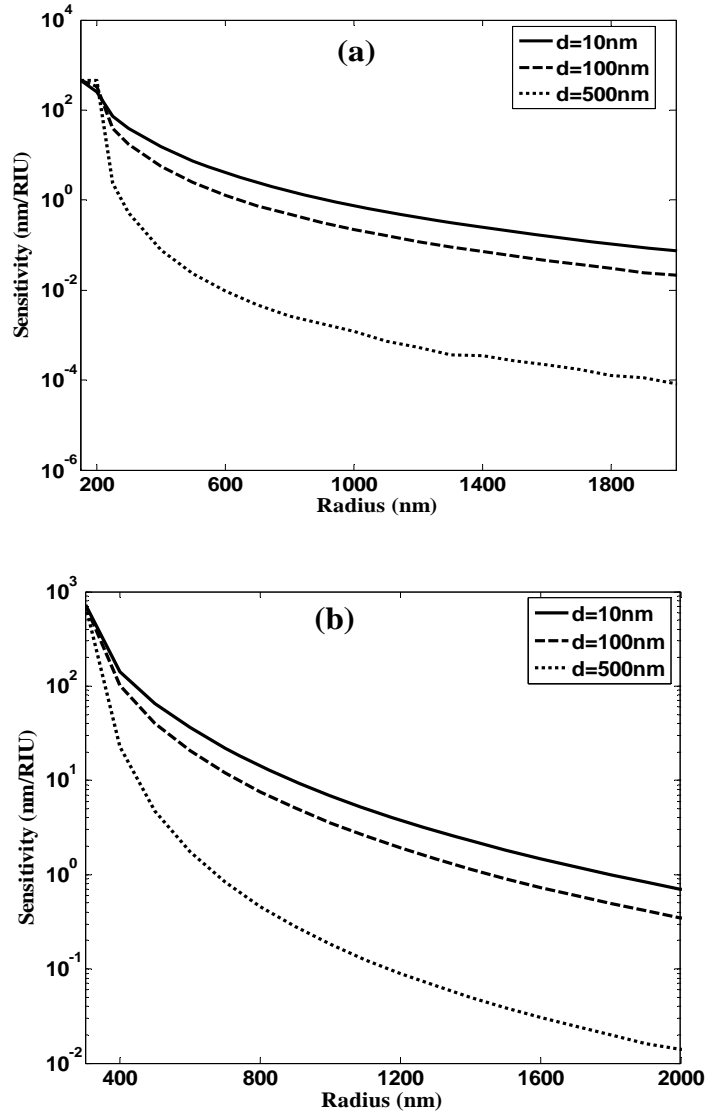 (a)
d=10nm
d=100nm
d=500nm
10^4
10^2
10^0
10^-2
10^-4
10^-6
Sensitivity (nm/RIU)
200 600 1000 1400 1800
Radius (nm)
(b)
d=10nm
d=100nm
d=500nm
10^3
10^2
10^1
10^0
10^-1
10^-2
Sensitivity (nm/RIU)
400 800 1200 1600 2000
Radius (nm)